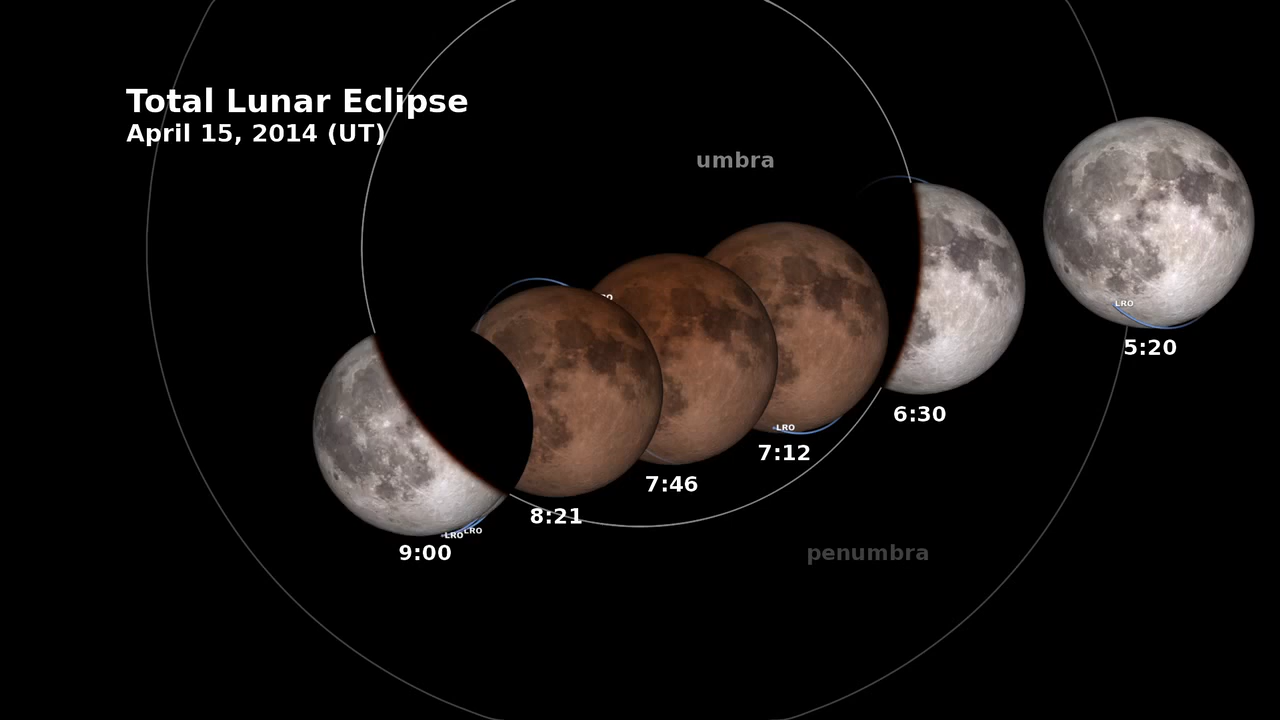 Total Lunar Eclipse
April 15, 2014 (UT)
umbra
LRO
5:20
6:30
LRO
7:12
7:46
8:21
LRO
LRO
9:00
penumbra